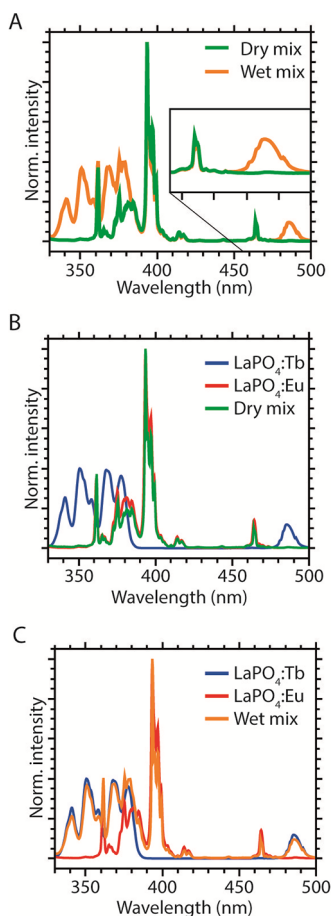 A
Norm. intensity
Dry mix
Wet mix
350 400 450 500
Wavelength (nm)
B
Norm. intensity
LaPO₄:Tb
LaPO₄:Eu
Dry mix
350 400 450 500
Wavelength (nm)
C
Norm. intensity
LaPO₄:Tb
LaPO₄:Eu
Wet mix
350 400 450 500
Wavelength (nm)